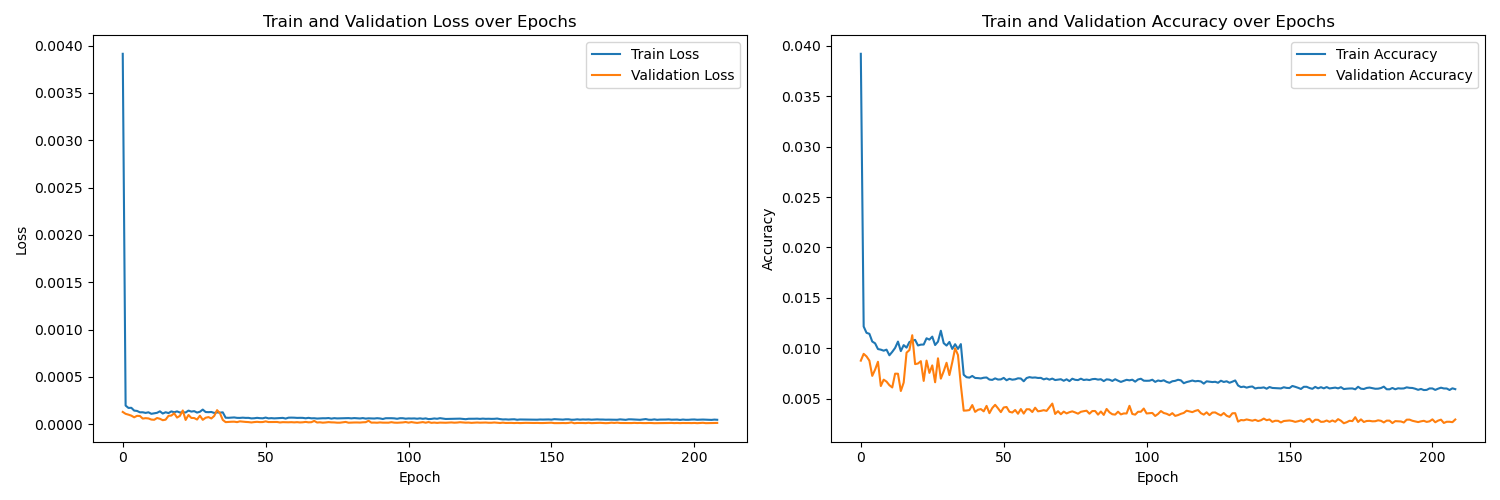 Train and Validation Loss over Epochs
0.0040
0.0035
0.0030
0.0025
0.0020
0.0015
0.0010
0.0005
0.0000
Loss
Train Loss
Validation Loss
0
50
100
150
200
Epoch
Train and Validation Accuracy over Epochs
0.040
0.035
0.030
0.025
0.020
0.015
0.010
0.005
Accuracy
Train Accuracy
Validation Accuracy
0
50
100
150
200
Epoch